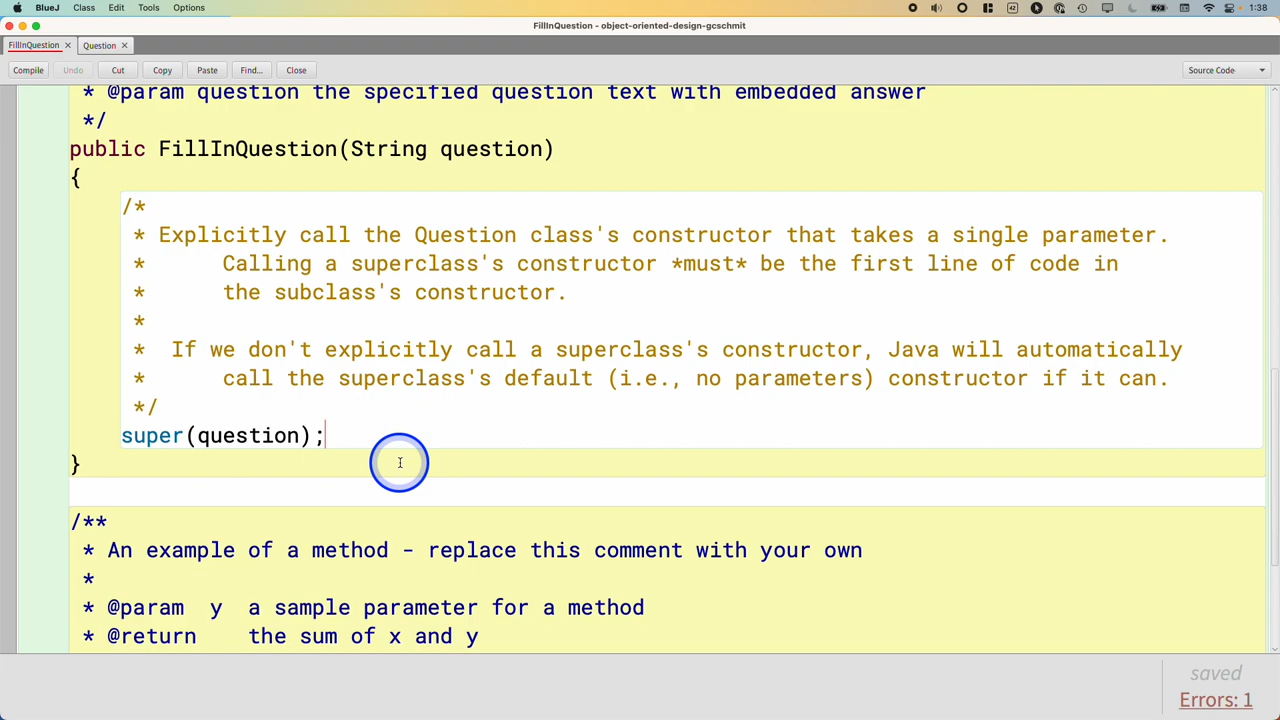 BlueJ Class Edit Tools Options
42
1:38
FillInQuestion - object-oriented-design-gcschmit
FillInQuestion × Question ×
Compile Undo Cut Copy Paste Find... Close Source Code
* @param question the specified question text with embedded answer
*/
public FillInQuestion(String question)
{
/*
* Explicitly call the Question class's constructor that takes a single parameter.
* Calling a superclass's constructor *must* be the first line of code in
* the subclass's constructor.
*
* If we don't explicitly call a superclass's constructor, Java will automatically
* call the superclass's default (i.e., no parameters) constructor if it can.
*/
super(question);
}
/**
* An example of a method - replace this comment with your own
*
* @param y a sample parameter for a method
* @return the sum of x and y
saved
Errors: 1